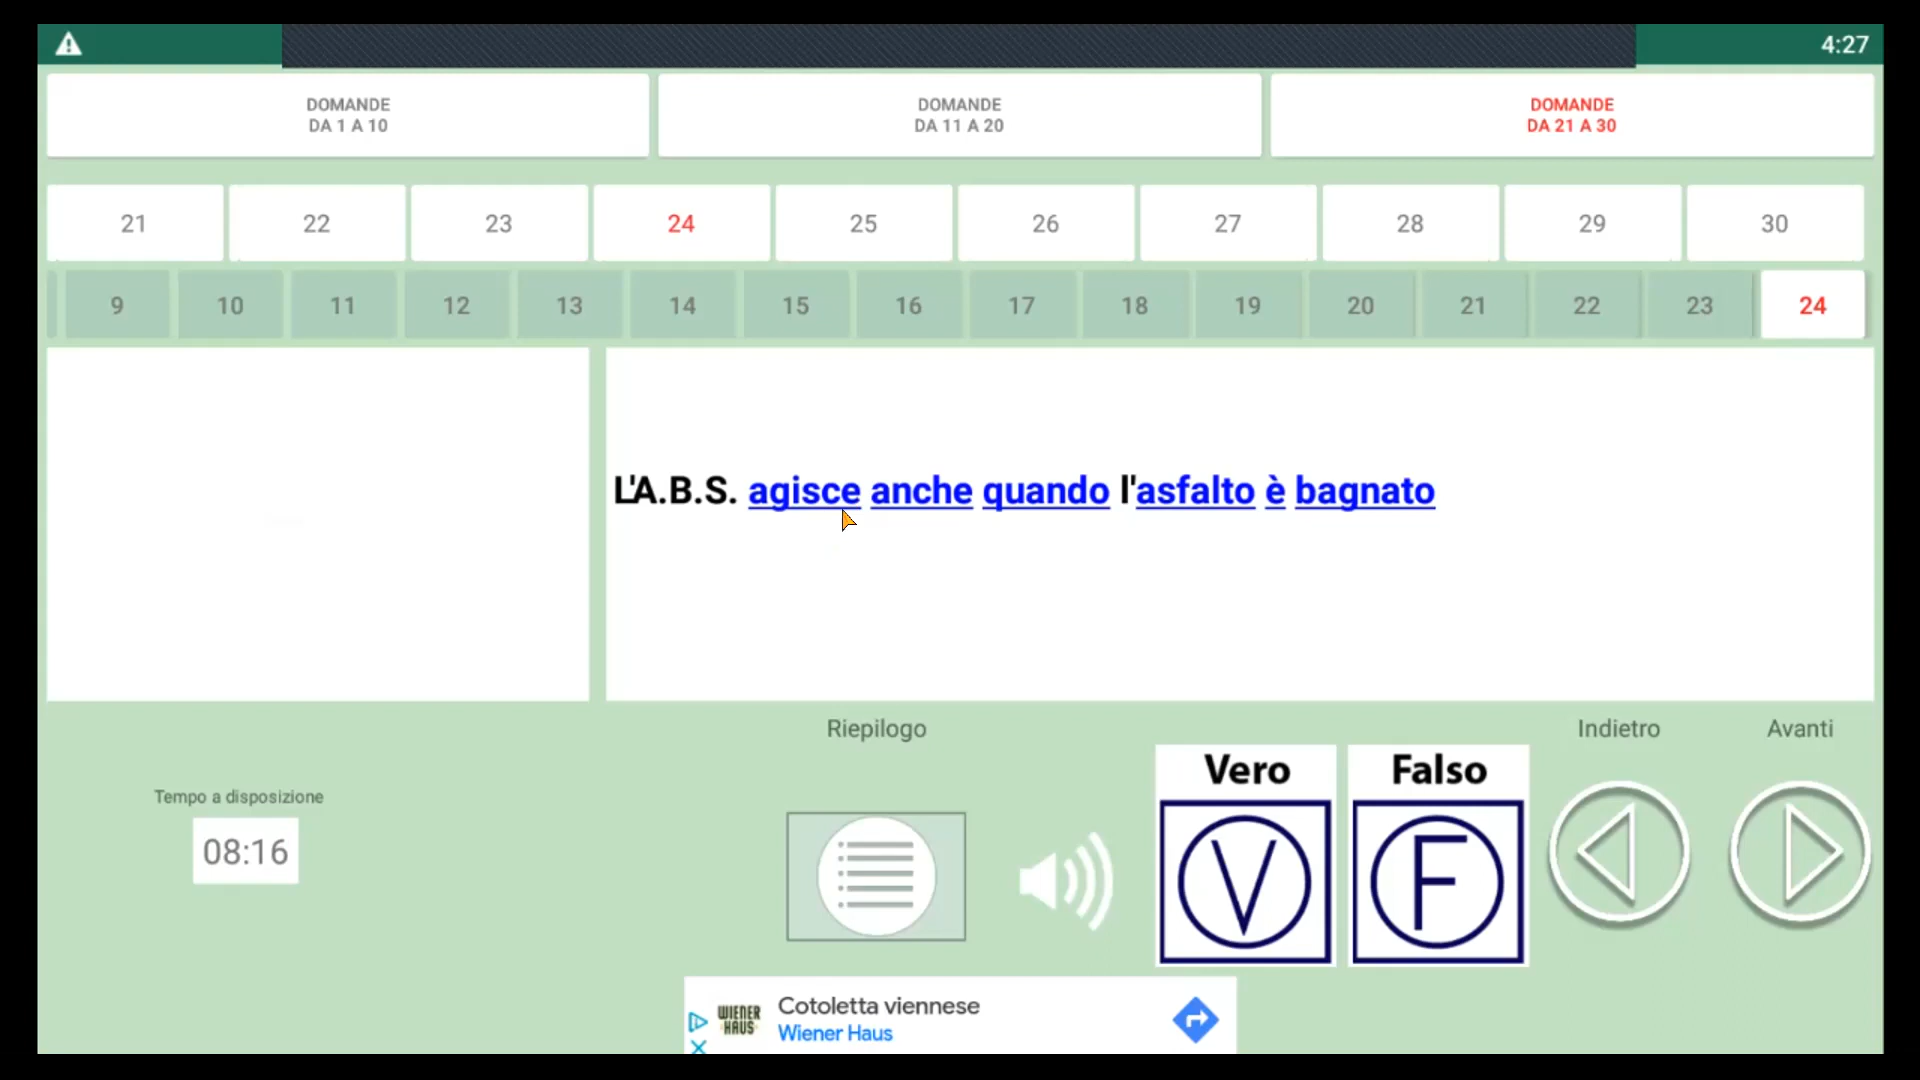 4:27
DOMANDE
DA 1 A 10
DOMANDE
DA 11 A 20
DOMANDE
DA 21 A 30
21 22 23 24 25 26 27 28 29 30
9 10 11 12 13 14 15 16 17 18 19 20 21 22 23 24
L'A.B.S. agisce anche quando l'asfalto è bagnato
Riepilogo
Indietro
Avanti
Vero
Falso
Tempo a disposizione
08:16
V
F
WIENER
HAUS
Cotoletta viennese
Wiener Haus